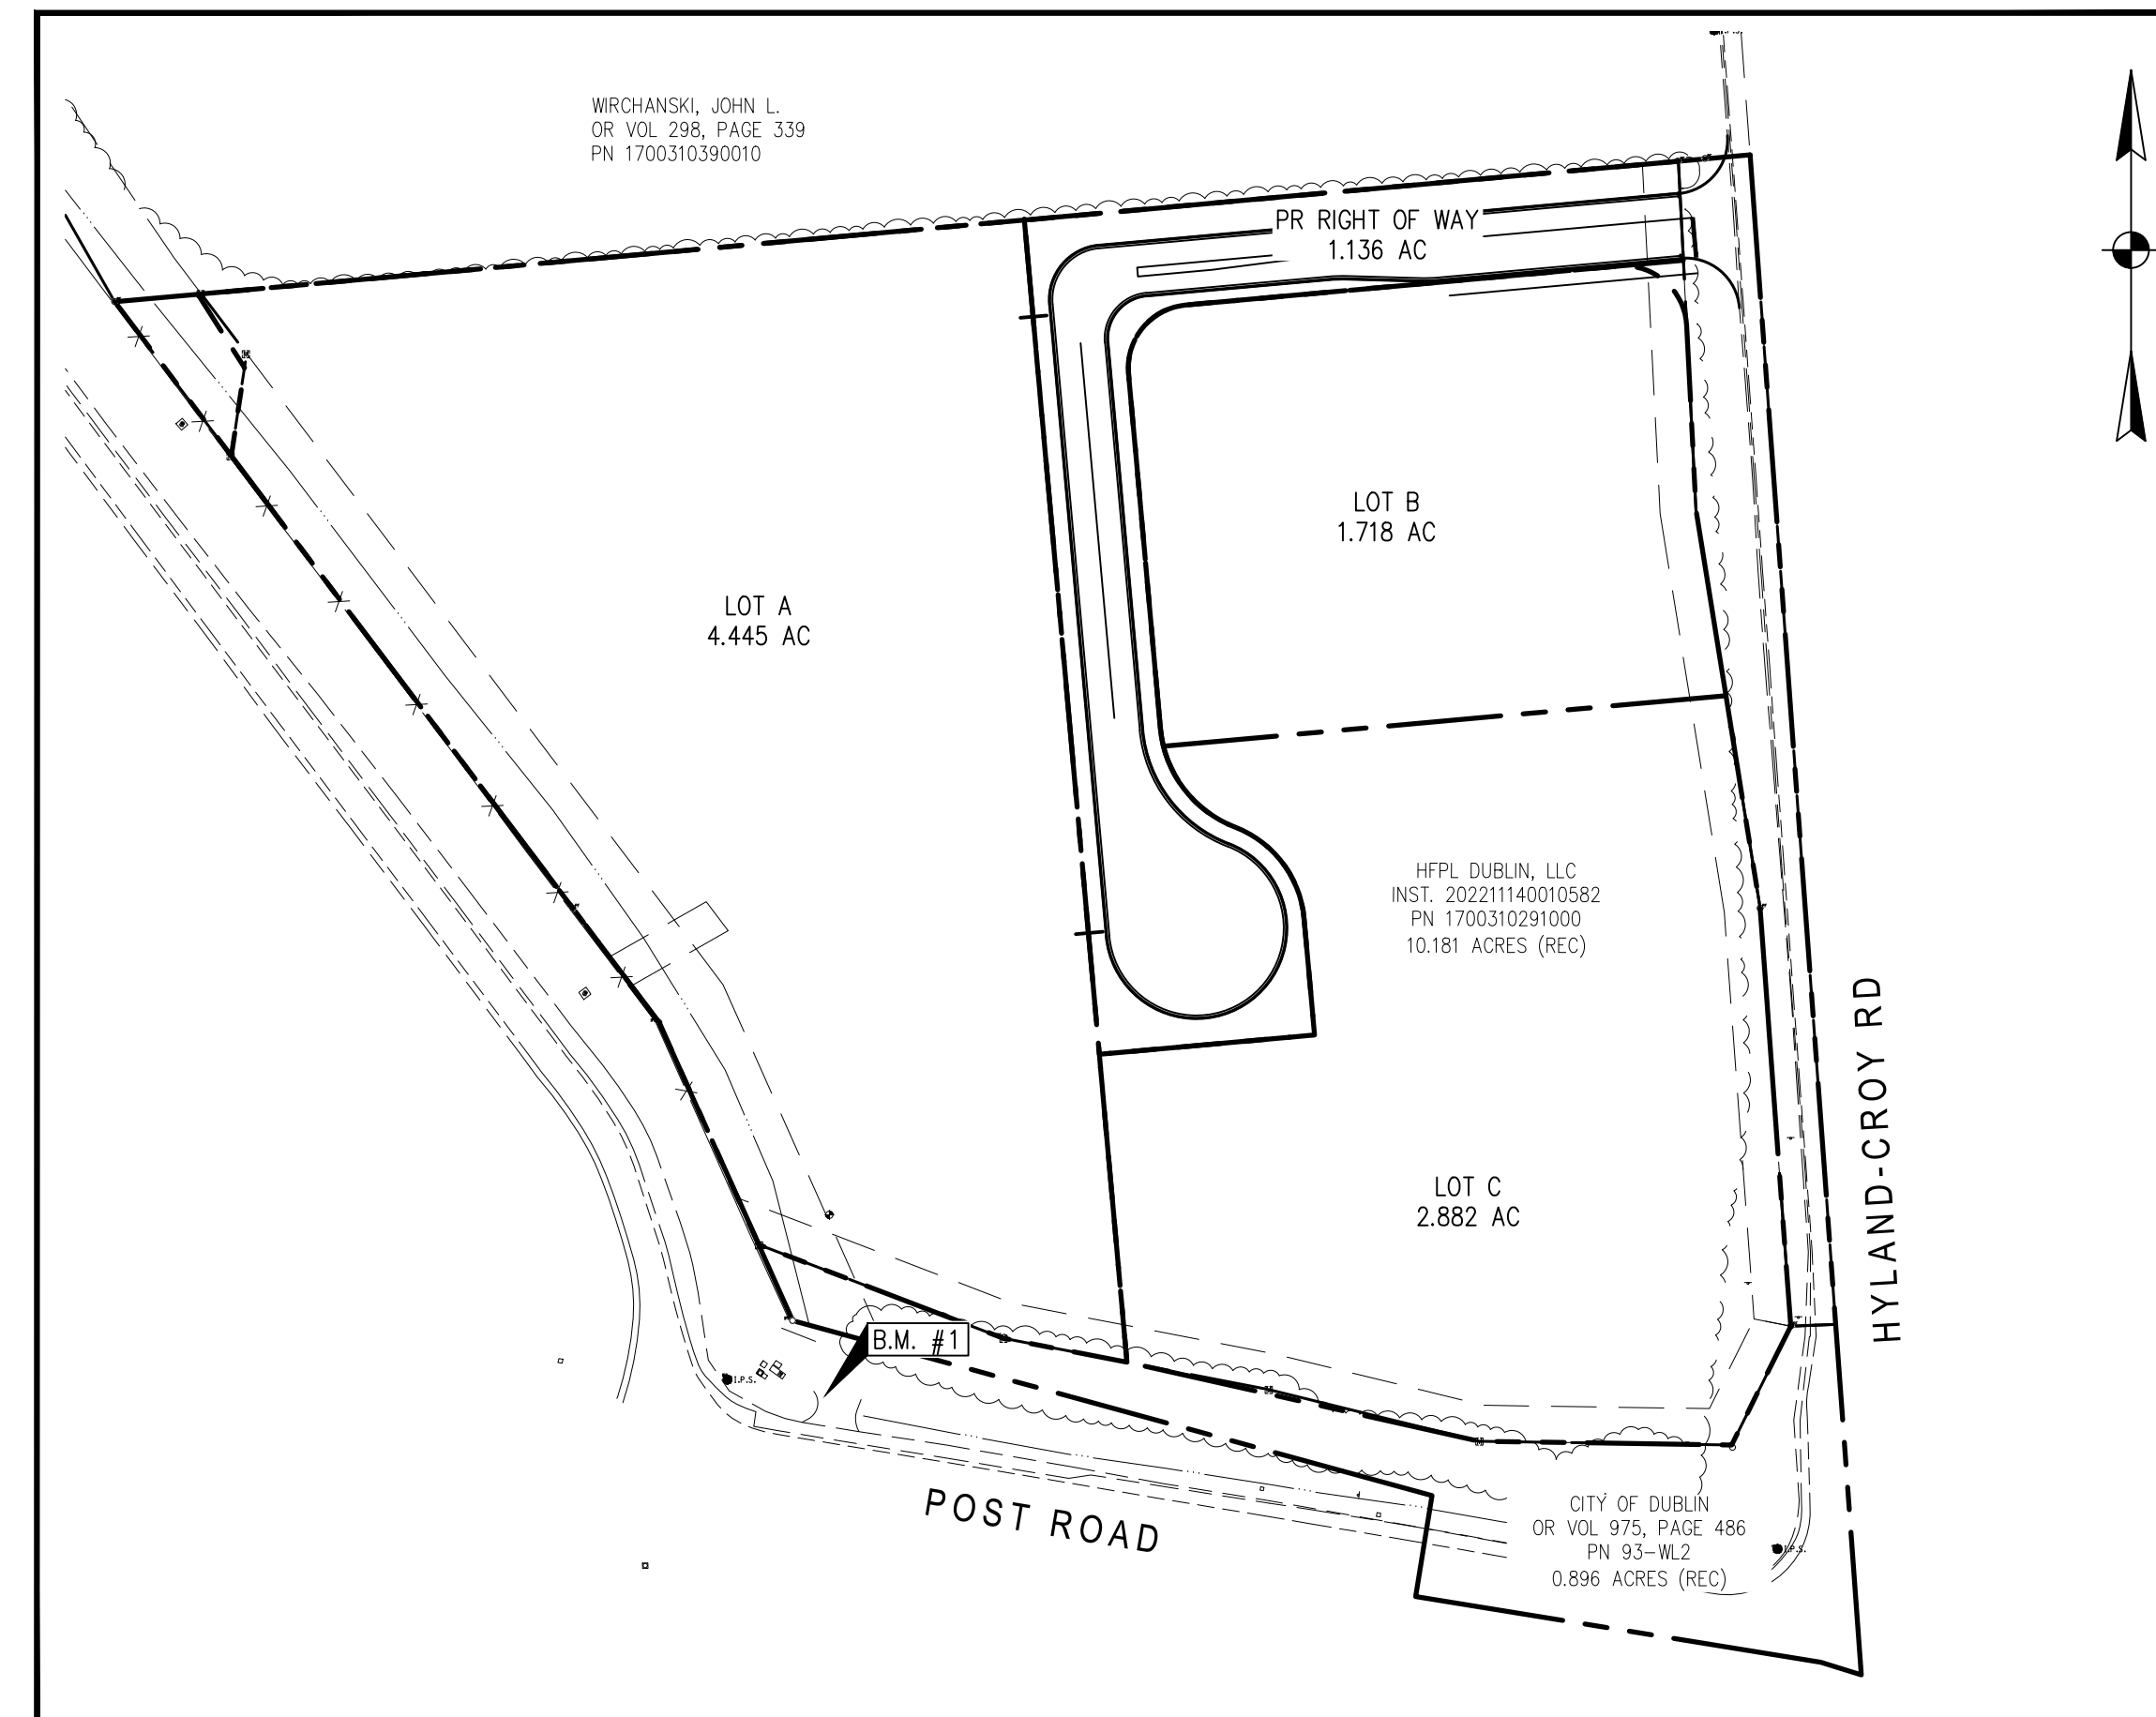 WIRCHANSKI, JOHN L.
OR VOL 298, PAGE 339
PN 1700310390010
PR RIGHT OF WAY
1.136 AC
LOT B
1.718 AC
LOT A
4.445 AC
HFPL DUBLIN, LLC
INST. 202211140010582
PN 1700310291000
10.181 ACRES (REC)
HYLAND-CROY RD
LOT C
2.882 AC
B.M. #1
I.P.S.
POST ROAD
CITY OF DUBLIN
OR VOL 975, PAGE 486
PN 93-WL2
0.896 ACRES (REC)
I.P.S.